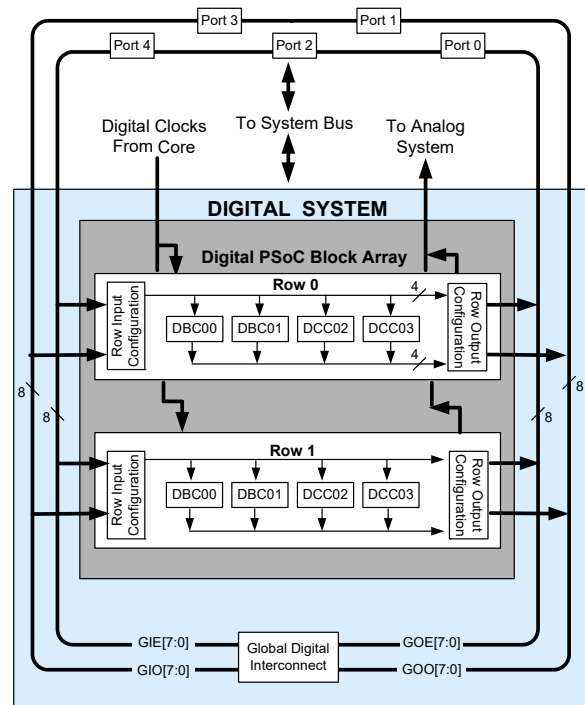 Port 3
Port 1
Port 4
Port 2
Port 0
Digital Clocks
From Core
To System Bus
To Analog
System
DIGITAL SYSTEM
Digital PSoC Block Array
Row Input
Configuration
Row 0
4
DBC00
DBC01
DCC02
DCC03
4
Row Output
Configuration
8
8
8
8
Row Input
Configuration
Row 1
DBC00
DBC01
DCC02
DCC03
Row Output
Configuration
GIE[7:0]
GIO[7:0]
Global Digital
Interconnect
GOE[7:0]
GOO[7:0]